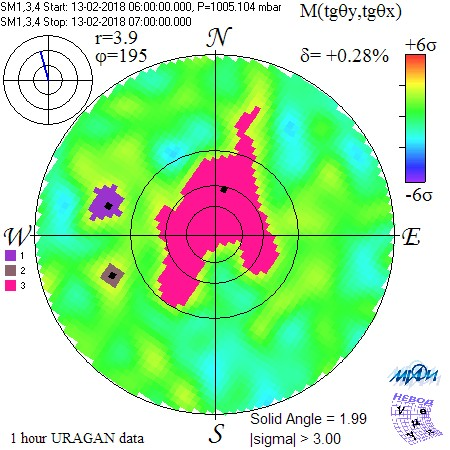 SM1,3,4 Start: 13-02-2018 06:00:00.000, P=1005.104 mbar
SM1,3,4 Stop: 13-02-2018 07:00:00.000
M(tgθy,tgθx)
r=3.9
φ=195
N
δ= +0.28%
+6σ
-6σ
W
E
1
2
3
S
Solid Angle = 1.99
|sigma| > 3.00
1 hour URAGAN data
НЕВОД